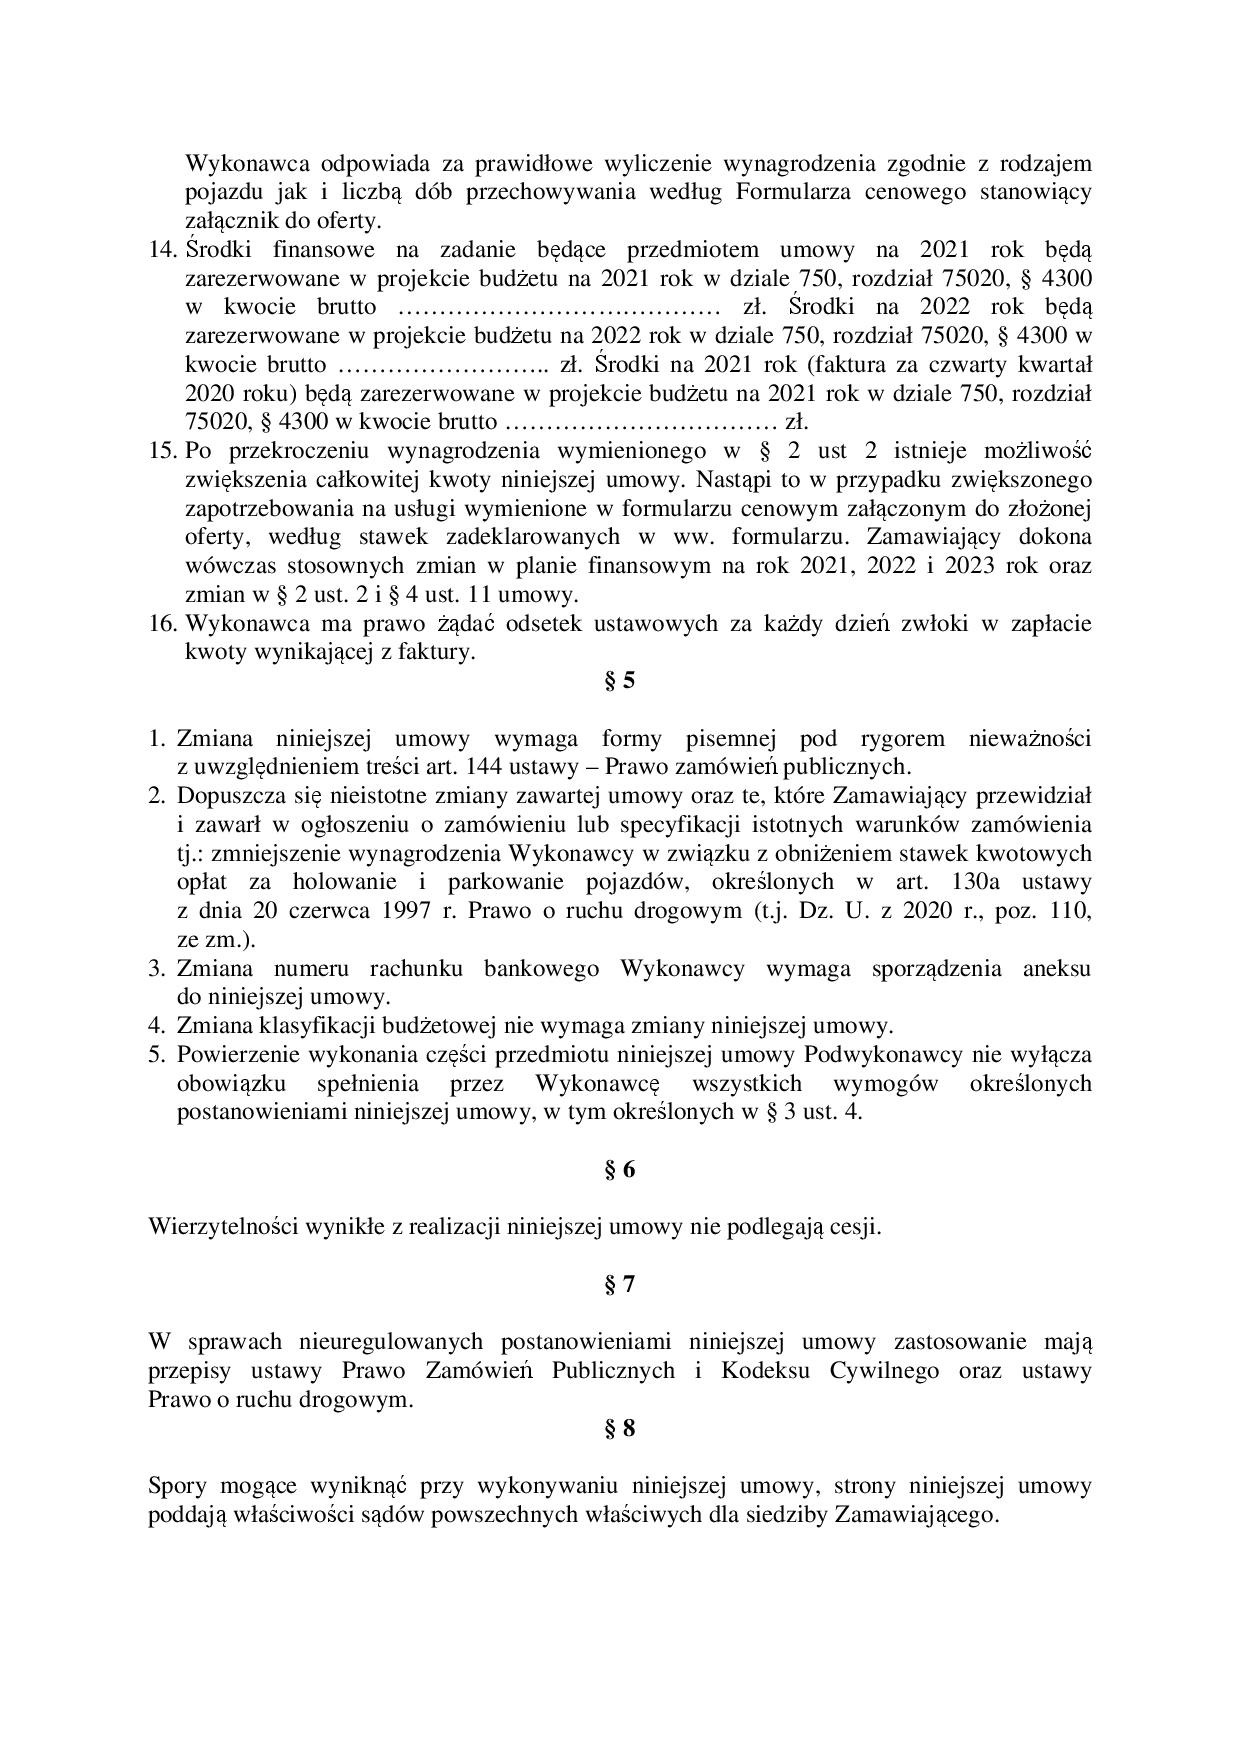 Wykonawca odpowiada za prawidłowe wyliczenie wynagrodzenia zgodnie z rodzajem
pojazdu jak i liczbą dób przechowywania według Formularza cenowego stanowiący
załącznik do oferty.
14. Środki finansowe na zadanie będące przedmiotem umowy na 2021 rok będą
zarezerwowane w projekcie budżetu na 2021 rok w dziale 750, rozdział 75020, § 4300
w kwocie brutto ………………………………… zł. Środki na 2022 rok będą
zarezerwowane w projekcie budżetu na 2022 rok w dziale 750, rozdział 75020, § 4300 w
kwocie brutto …………………….. zł. Środki na 2021 rok (faktura za czwarty kwartał
2020 roku) będą zarezerwowane w projekcie budżetu na 2021 rok w dziale 750, rozdział
75020, § 4300 w kwocie brutto …………………………… zł.
15. Po przekroczeniu wynagrodzenia wymienionego w § 2 ust 2 istnieje możliwość
zwiększenia całkowitej kwoty niniejszej umowy. Nastąpi to w przypadku zwiększonego
zapotrzebowania na usługi wymienione w formularzu cenowym załączonym do złożonej
oferty, według stawek zadeklarowanych w ww. formularzu. Zamawiający dokona
wówczas stosownych zmian w planie finansowym na rok 2021, 2022 i 2023 rok oraz
zmian w § 2 ust. 2 i § 4 ust. 11 umowy.
16. Wykonawca ma prawo żądać odsetek ustawowych za każdy dzień zwłoki w zapłacie
kwoty wynikającej z faktury.
§ 5
1. Zmiana niniejszej umowy wymaga formy pisemnej pod rygorem nieważności
z uwzględnieniem treści art. 144 ustawy – Prawo zamówień publicznych.
2. Dopuszcza się nieistotne zmiany zawartej umowy oraz te, które Zamawiający przewidział
i zawarł w ogłoszeniu o zamówieniu lub specyfikacji istotnych warunków zamówienia
tj.: zmniejszenie wynagrodzenia Wykonawcy w związku z obniżeniem stawek kwotowych
opłat za holowanie i parkowanie pojazdów, określonych w art. 130a ustawy
z dnia 20 czerwca 1997 r. Prawo o ruchu drogowym (t.j. Dz. U. z 2020 r., poz. 110,
ze zm.).
3. Zmiana numeru rachunku bankowego Wykonawcy wymaga sporządzenia aneksu
do niniejszej umowy.
4. Zmiana klasyfikacji budżetowej nie wymaga zmiany niniejszej umowy.
5. Powierzenie wykonania części przedmiotu niniejszej umowy Podwykonawcy nie wyłącza
obowiązku spełnienia przez Wykonawcę wszystkich wymogów określonych
postanowieniami niniejszej umowy, w tym określonych w § 3 ust. 4.
§ 6
Wierzytelności wynikłe z realizacji niniejszej umowy nie podlegają cesji.
§ 7
W sprawach nieuregulowanych postanowieniami niniejszej umowy zastosowanie mają
przepisy ustawy Prawo Zamówień Publicznych i Kodeksu Cywilnego oraz ustawy
Prawo o ruchu drogowym.
§ 8
Spory mogące wyniknąć przy wykonywaniu niniejszej umowy, strony niniejszej umowy
poddają właściwości sądów powszechnych właściwych dla siedziby Zamawiającego.